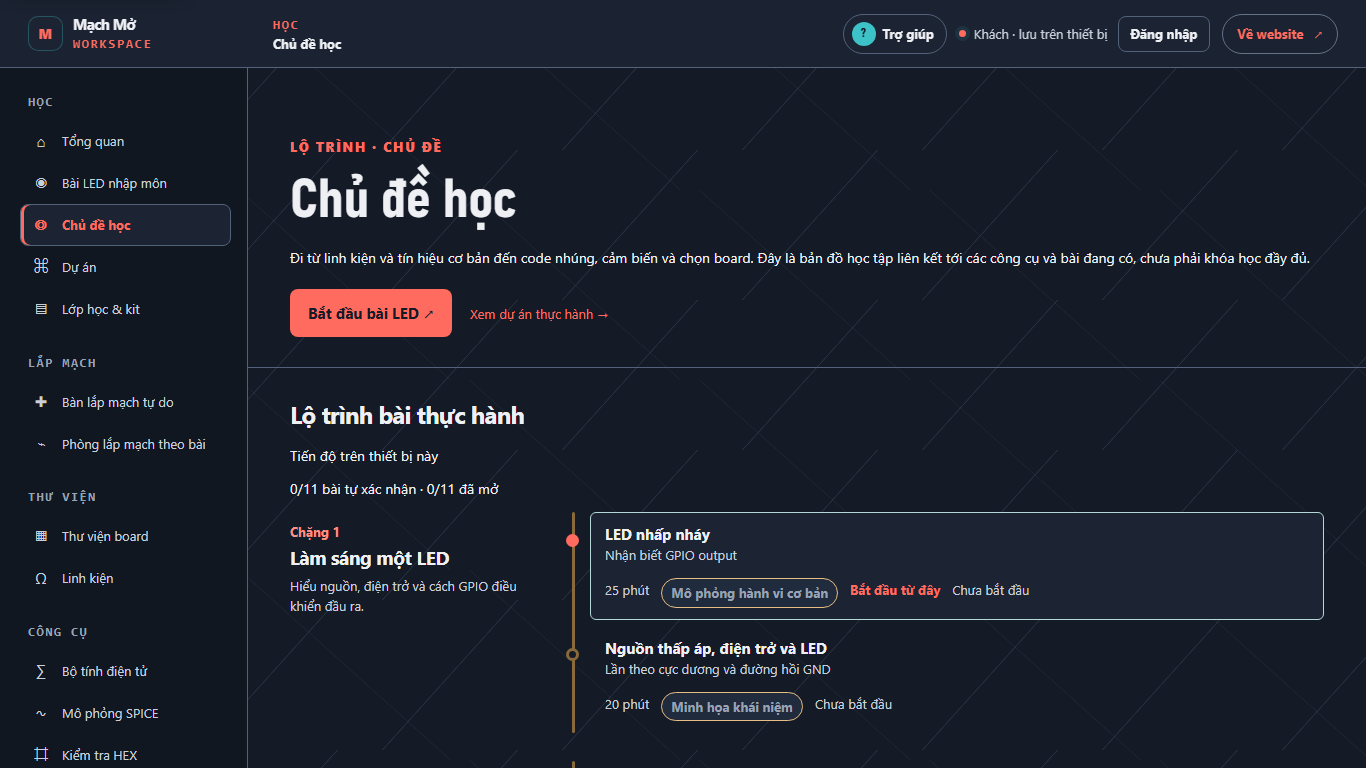 M
Mạch Mở
WORKSPACE
HỌC
Chủ đề học
? Trợ giúp
Khách · lưu trên thiết bị
Đăng nhập
Về website ↗
HỌC
Tổng quan
Bài LED nhập môn
Chủ đề học
Dự án
Lớp học & kit
LẮP MẠCH
Bàn lắp mạch tự do
Phòng lắp mạch theo bài
THƯ VIỆN
Thư viện board
Ω Linh kiện
CÔNG CỤ
∑ Bộ tính điện tử
∿ Mô phỏng SPICE
Kiểm tra HEX
LỘ TRÌNH · CHỦ ĐỀ
Chủ đề học
Đi từ linh kiện và tín hiệu cơ bản đến code nhúng, cảm biến và chọn board. Đây là bản đồ học tập liên kết tới các công cụ và bài đang có, chưa phải khóa học đầy đủ.
Bắt đầu bài LED ↗
Xem dự án thực hành →
Lộ trình bài thực hành
Tiến độ trên thiết bị này
0/11 bài tự xác nhận · 0/11 đã mở
Chặng 1
Làm sáng một LED
Hiểu nguồn, điện trở và cách GPIO điều
khiển đầu ra.
LED nhấp nháy
Nhận biết GPIO output
25 phút Mô phỏng hành vi cơ bản Bắt đầu từ đây Chưa bắt đầu
Nguồn thấp áp, điện trở và LED
Lần theo cực dương và đường hồi GND
20 phút Minh họa khái niệm Chưa bắt đầu